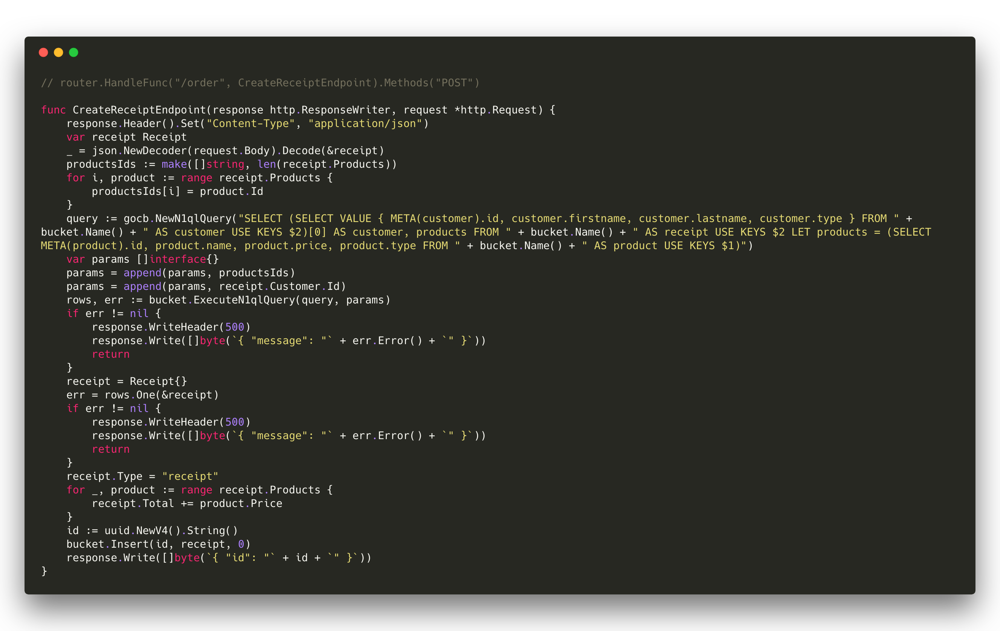 // router.HandleFunc("/order", CreateReceiptEndpoint).Methods("POST")

func CreateReceiptEndpoint(response http.ResponseWriter, request *http.Request) {
    response.Header().Set("Content-Type", "application/json")
    var receipt Receipt
    _ = json.NewDecoder(request.Body).Decode(&receipt)
    productsIds := make([]string, len(receipt.Products))
    for i, product := range receipt.Products {
        productsIds[i] = product.Id
    }
    query := gocb.NewN1qlQuery("SELECT (SELECT VALUE { META(customer).id, customer.firstname, customer.lastname, customer.type } FROM " +
bucket.Name() + " AS customer USE KEYS $2)[0] AS customer, products FROM " + bucket.Name() + " AS receipt USE KEYS $2 LET products = (SELECT
META(product).id, product.name, product.price, product.type FROM " + bucket.Name() + " AS product USE KEYS $1)")
    var params []interface{}
    params = append(params, productsIds)
    params = append(params, receipt.Customer.Id)
    rows, err := bucket.ExecuteN1qlQuery(query, params)
    if err != nil {
        response.WriteHeader(500)
        response.Write([]byte(`{ "message": "` + err.Error() + `" }`))
        return
    }
    receipt = Receipt{}
    err = rows.One(&receipt)
    if err != nil {
        response.WriteHeader(500)
        response.Write([]byte(`{ "message": "` + err.Error() + `" }`))
        return
    }
    receipt.Type = "receipt"
    for _, product := range receipt.Products {
        receipt.Total += product.Price
    }
    id := uuid.NewV4().String()
    bucket.Insert(id, receipt, 0)
    response.Write([]byte(`{ "id": "` + id + `" }`))
}